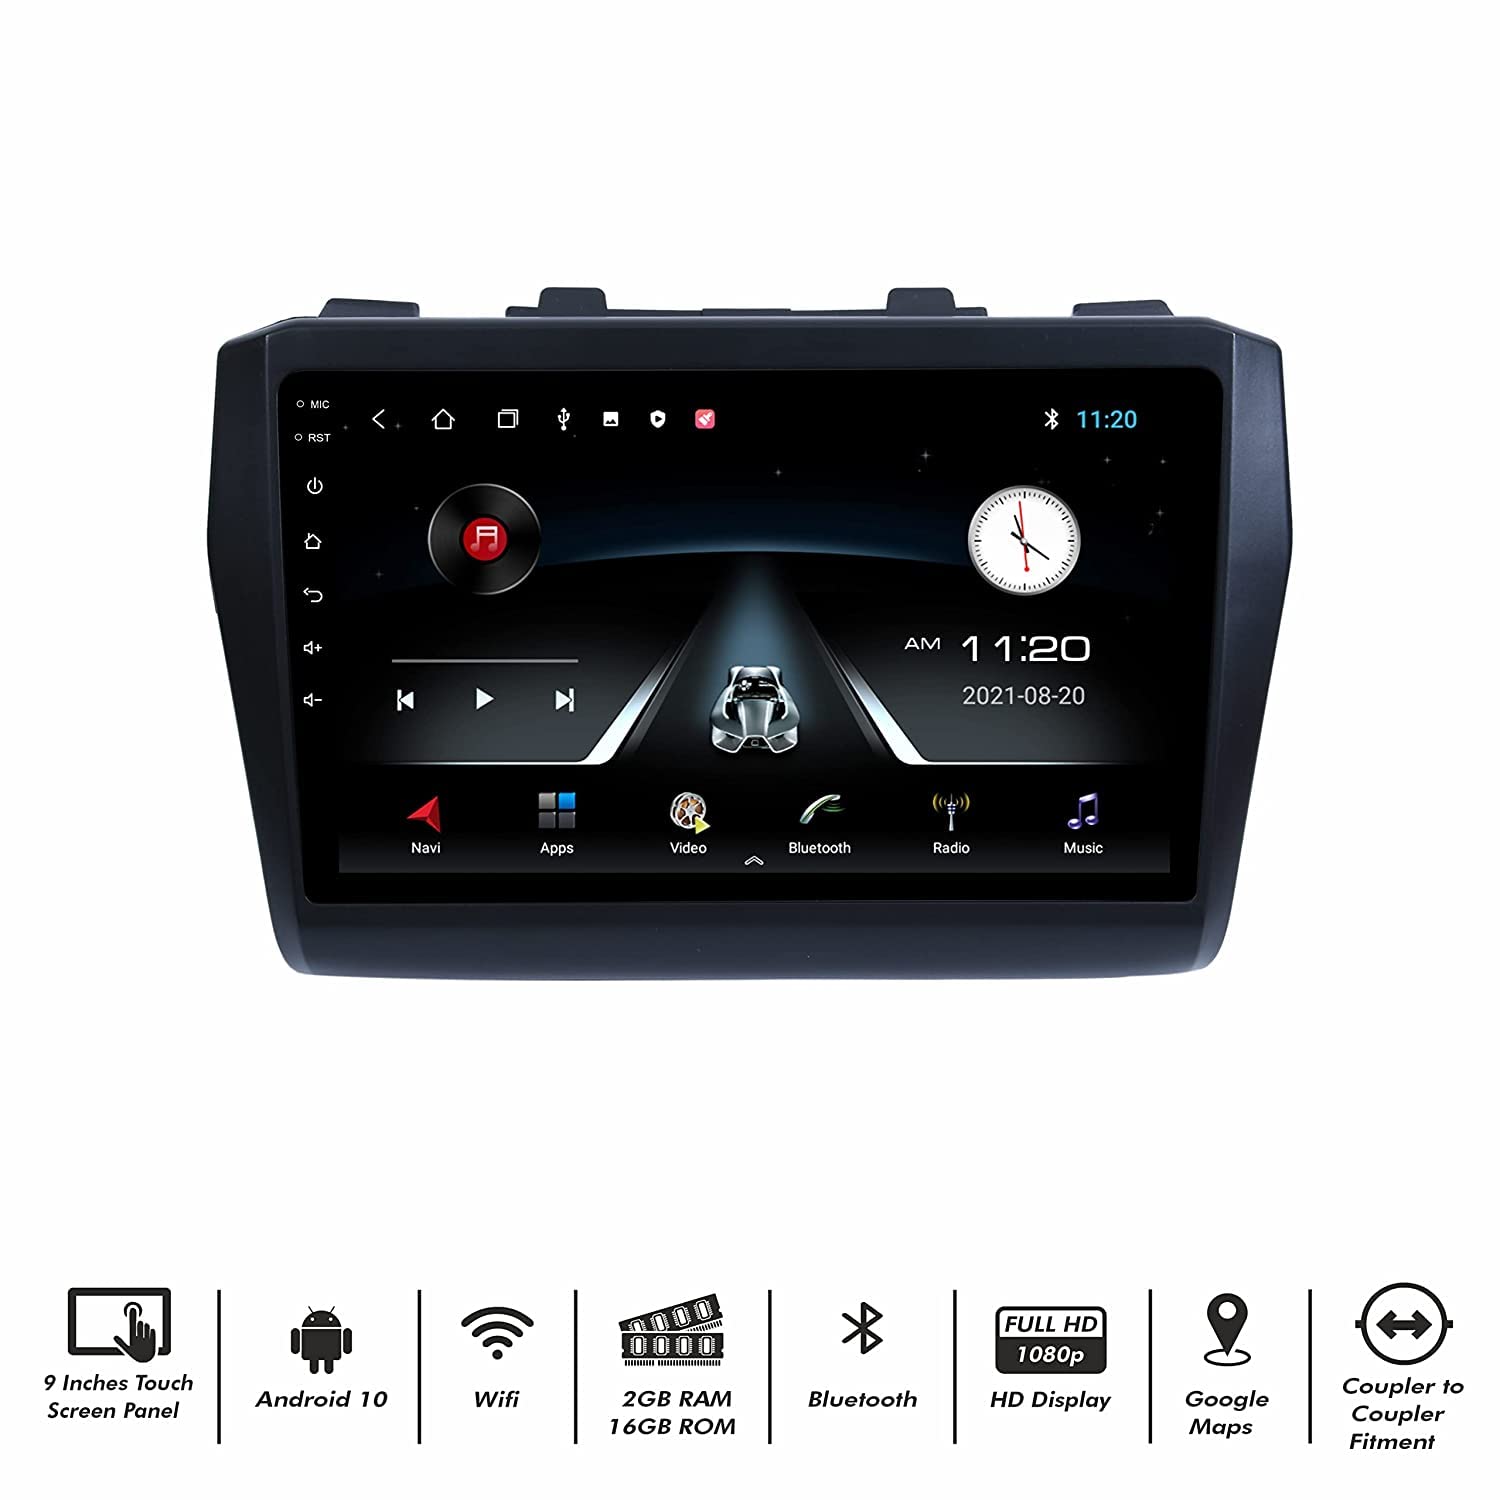 MIC
RST
11:20
AM 11:20
2021-08-20
Navi
Apps
Video
Bluetooth
Radio
Music
9 Inches Touch
Screen Panel
Android 10
Wifi
2GB RAM
16GB ROM
Bluetooth
FULL HD
1080p
HD Display
Google
Maps
Coupler to
Coupler
Fitment